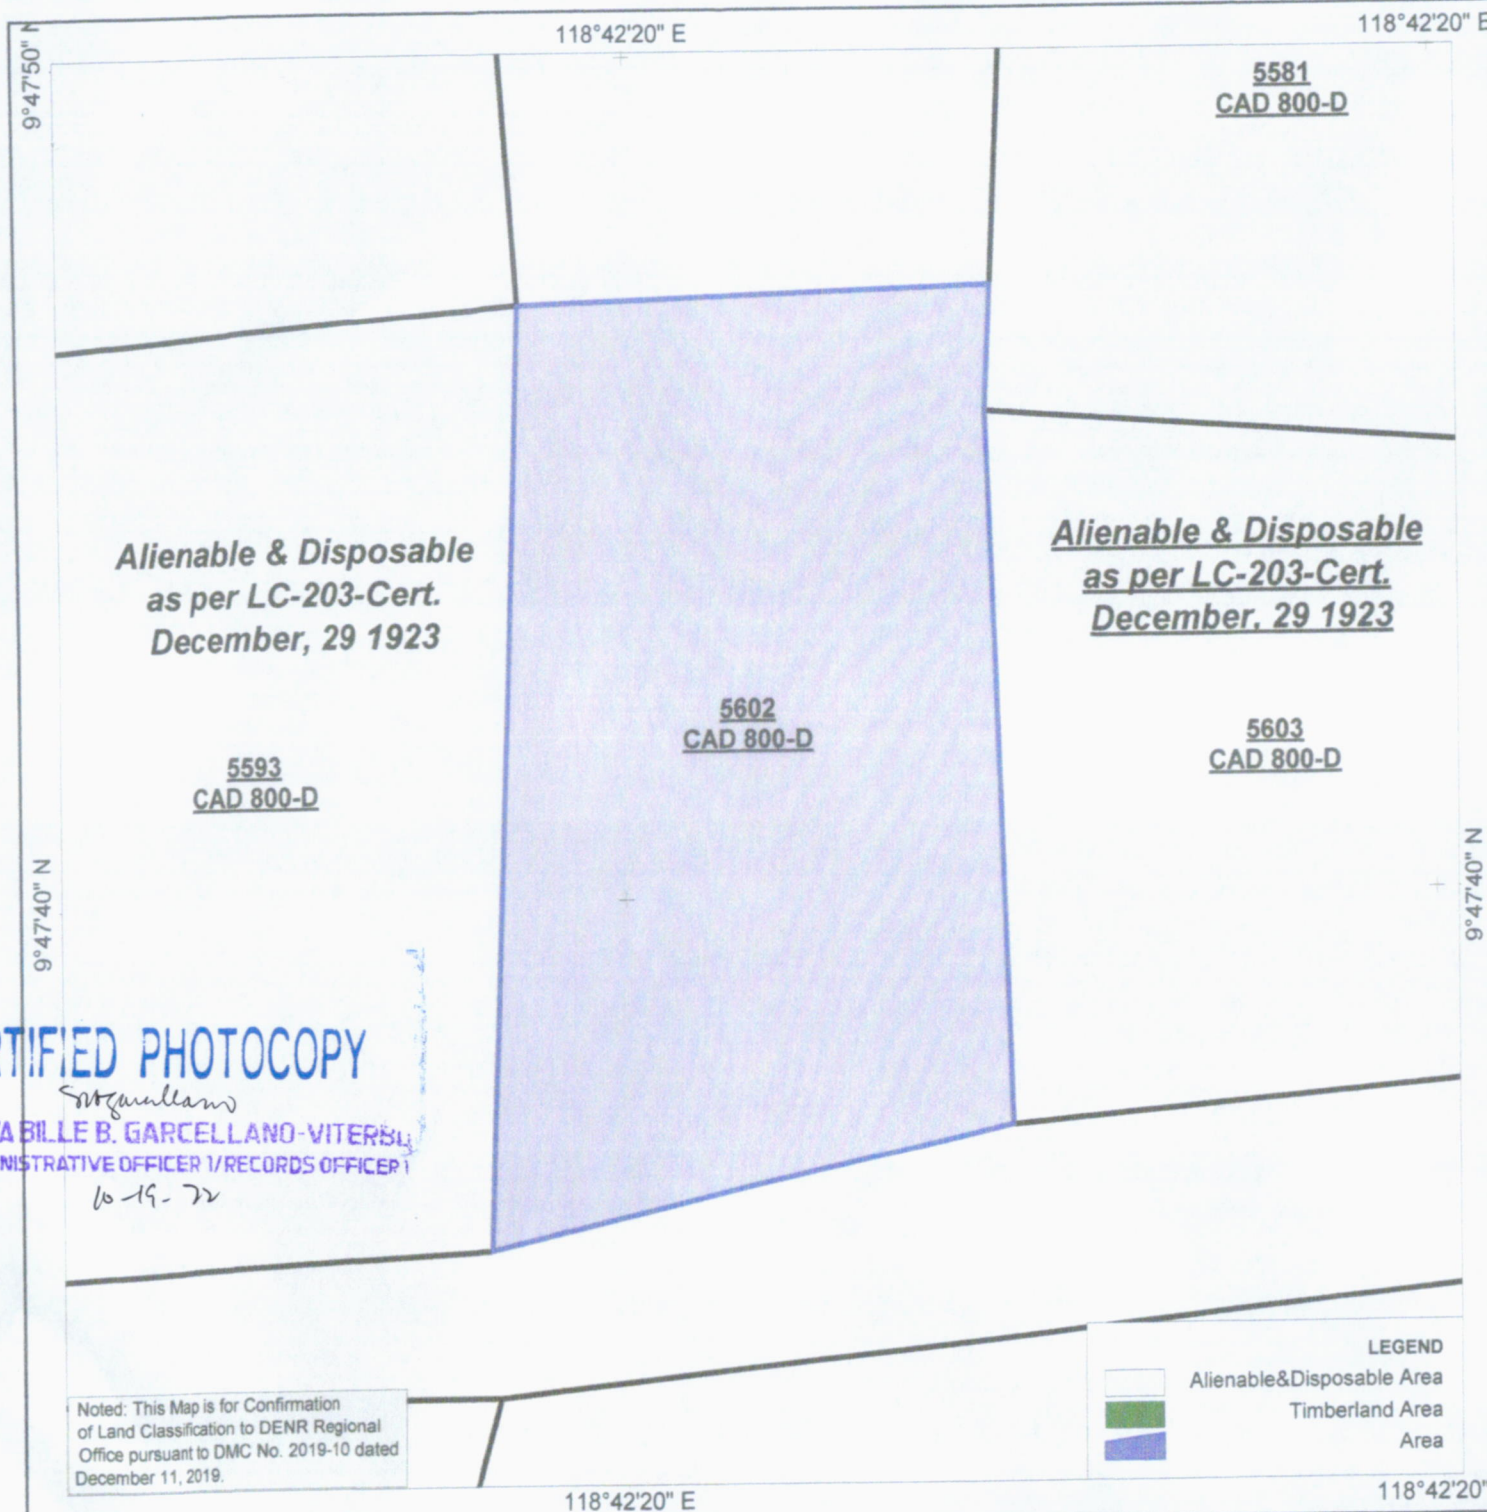 118°42'20" E
118°42'20" E
9°47'50" N
5581
CAD 800-D
Alienable & Disposable
as per LC-203-Cert.
December, 29 1923
Alienable & Disposable
as per LC-203-Cert.
December, 29 1923
5602
CAD 800-D
5603
CAD 800-D
5593
CAD 800-D
9°47'40" N
9°47'40" N
RTIFIED PHOTOCOPY
A BILLE B. GARCELLANO-VITERBO
NISTRATIVE OFFICER I/RECORDS OFFICER I
10-19-22
LEGEND
Alienable&Disposable Area
Timberland Area
Area
Noted: This Map is for Confirmation
of Land Classification to DENR Regional
Office pursuant to DMC No. 2019-10 dated
December 11, 2019.
118°42'20" E
118°42'20"